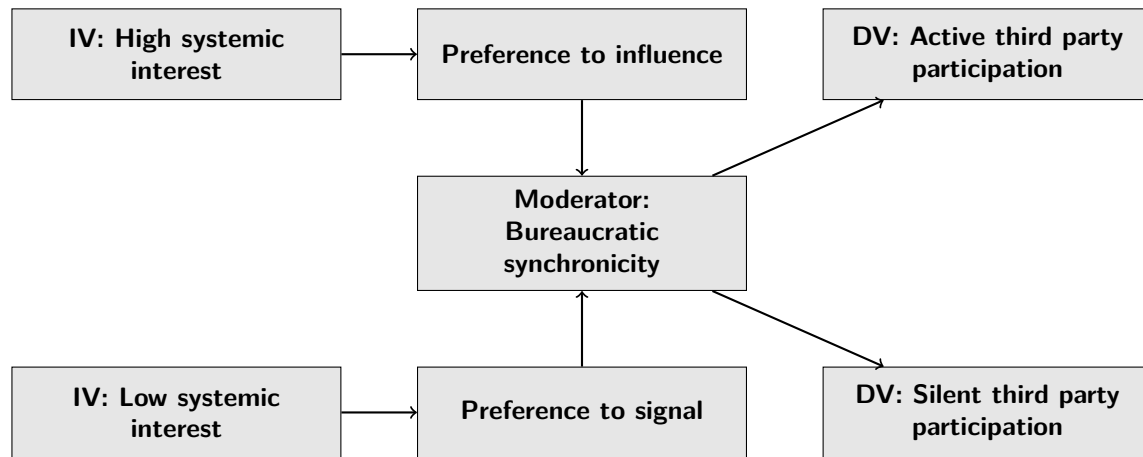 IV: High systemic
interest
Preference to influence
DV: Active third party
participation
Moderator:
Bureaucratic
synchronicity
IV: Low systemic
interest
Preference to signal
DV: Silent third party
participation